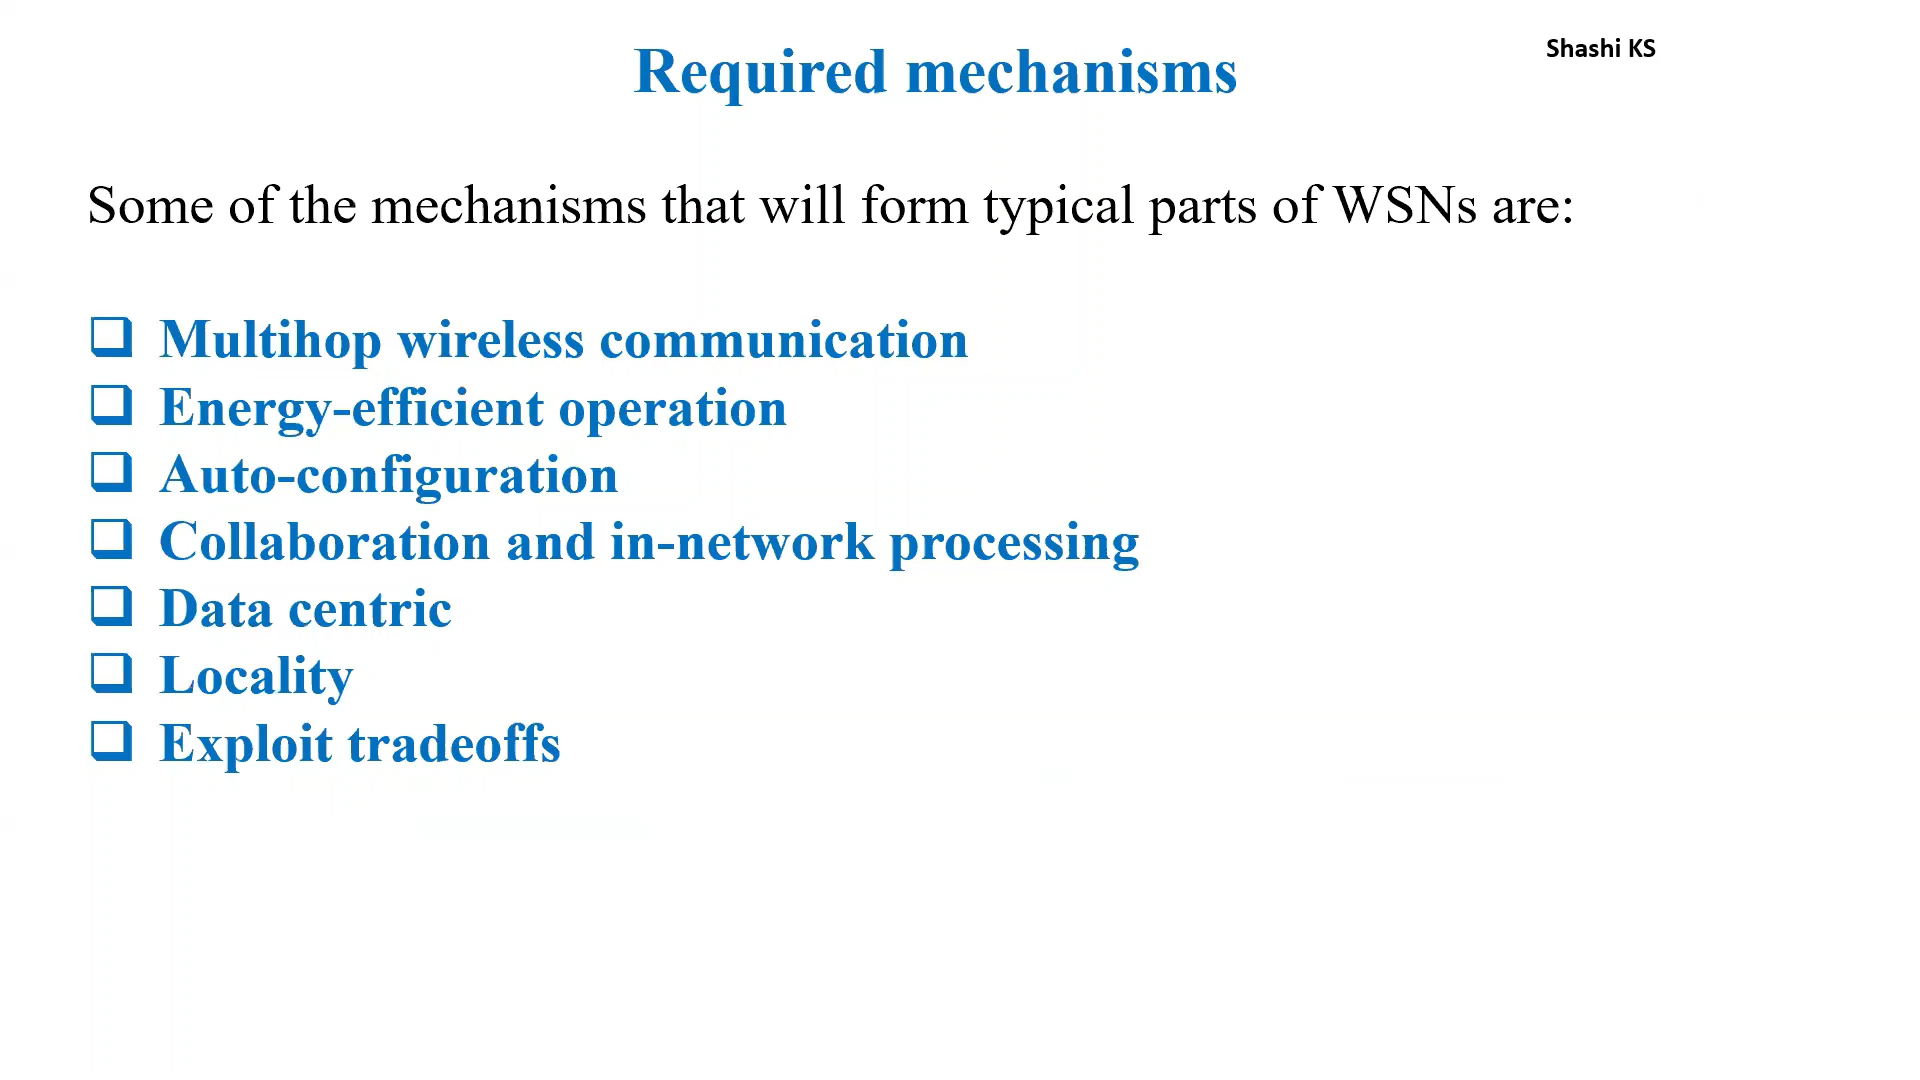 Shashi KS
Required mechanisms
Some of the mechanisms that will form typical parts of WSNs are:
Multihop wireless communication
Energy-efficient operation
Auto-configuration
Collaboration and in-network processing
Data centric
Locality
Exploit tradeoffs